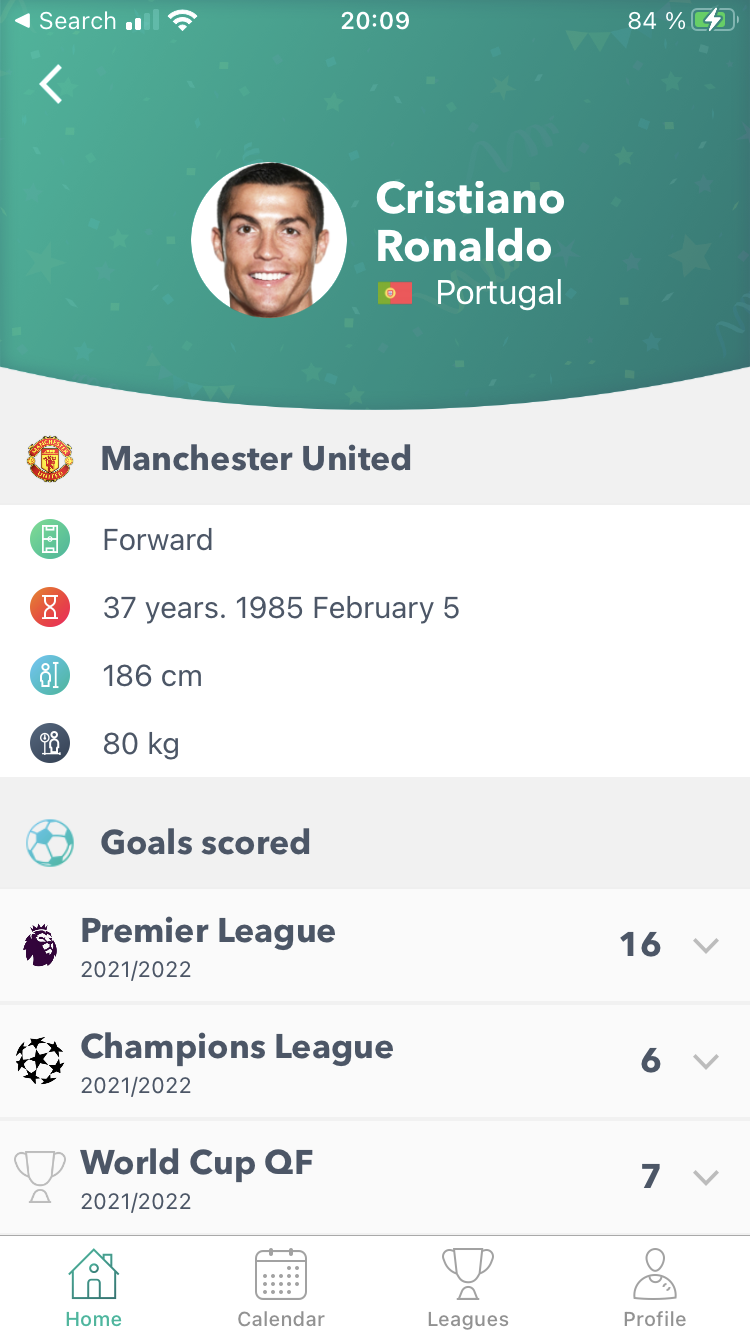 Search
20:09
84 %
Cristiano
Ronaldo
Portugal
Manchester United
Forward
37 years. 1985 February 5
186 cm
80 kg
Goals scored
Premier League
16
2021/2022
Champions League
6
2021/2022
World Cup QF
7
2021/2022
Home
Calendar
Leagues
Profile